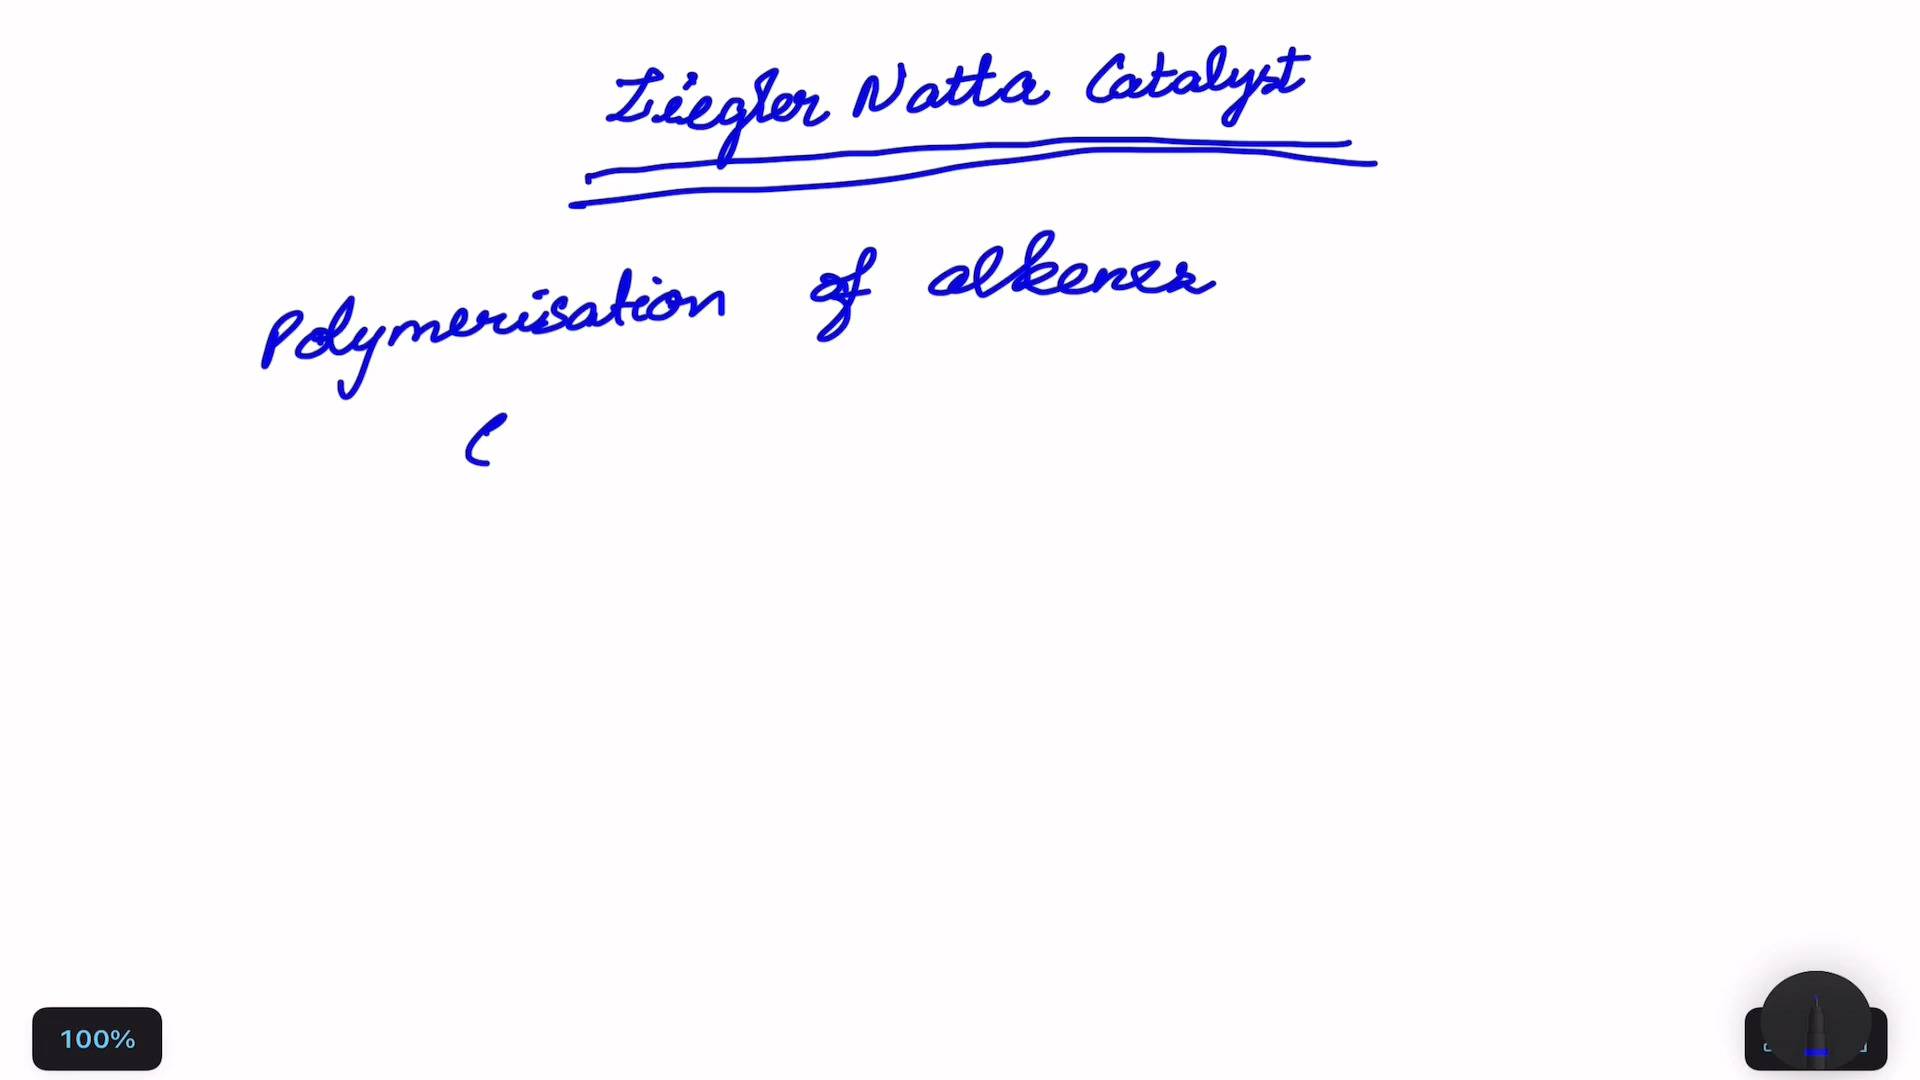 Ziegler Natta Catalyst
Polymerisation of alkenes
(
100%